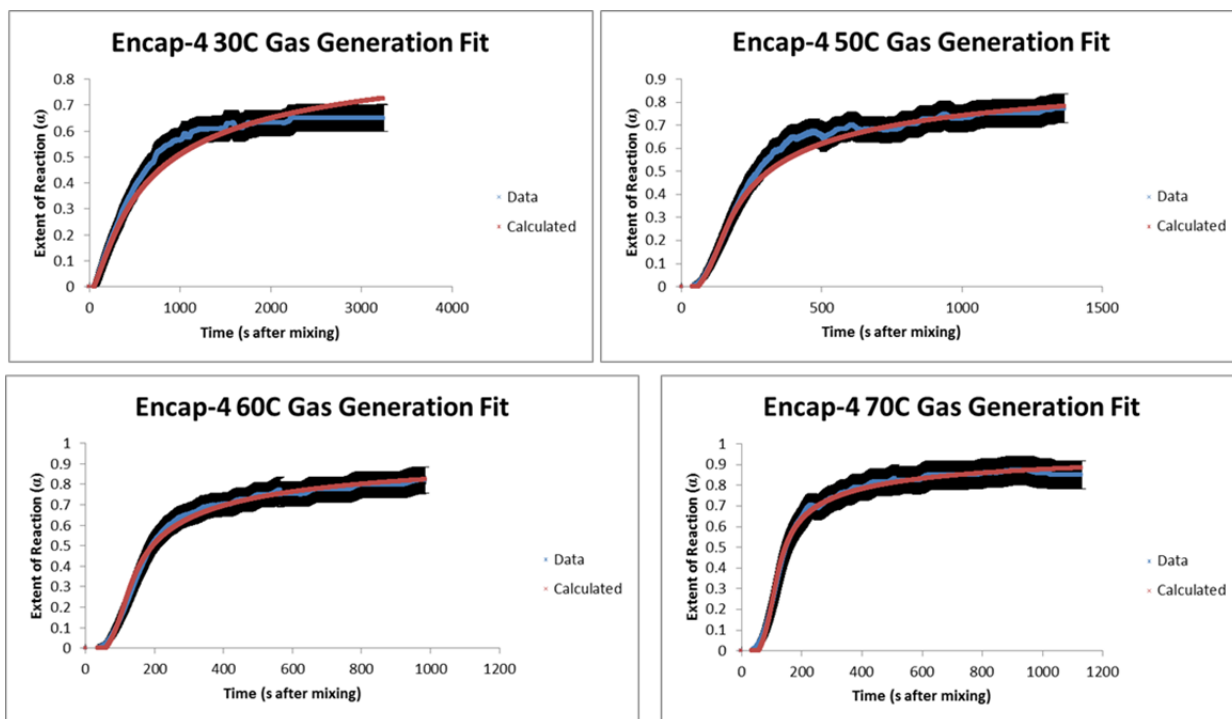 Encap-4 30C Gas Generation Fit
0.8
0.7
0.6
0.5
0.4
0.3
0.2
0.1
0
Extent of Reaction (α)
0 1000 2000 3000 4000
Time (s after mixing)
Data
Calculated
Encap-4 50C Gas Generation Fit
0.9
0.8
0.7
0.6
0.5
0.4
0.3
0.2
0.1
0
Extent of Reaction (α)
0 500 1000 1500
Time (s after mixing)
Data
Calculated
Encap-4 60C Gas Generation Fit
1
0.9
0.8
0.7
0.6
0.5
0.4
0.3
0.2
0.1
0
Extent of Reaction (α)
0 200 400 600 800 1000 1200
Time (s after mixing)
Data
Calculated
Encap-4 70C Gas Generation Fit
1
0.9
0.8
0.7
0.6
0.5
0.4
0.3
0.2
0.1
0
Extent of Reaction (α)
0 200 400 600 800 1000 1200
Time (s after mixing)
Data
Calculated